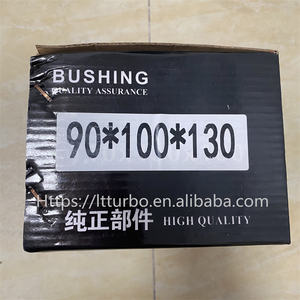 BUSHING
QUALITY ASSURANCE
90*100*130
Https://ltturbo.en.alibaba.com
纯正部件 HIGH QUALITY